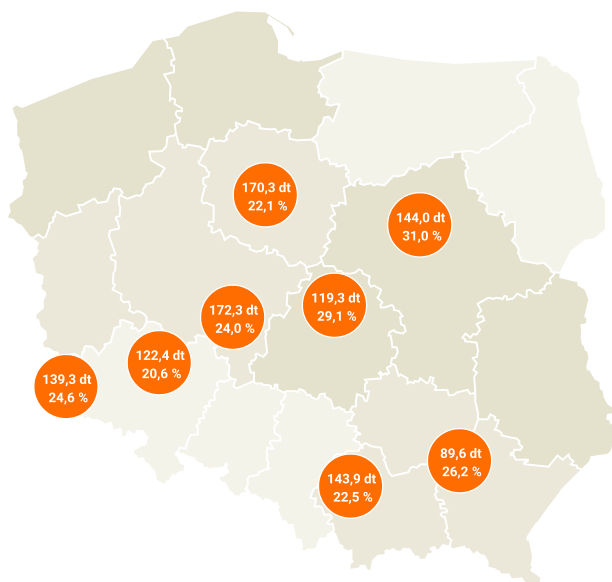 170,3 dt
22,1 %
144,0 dt
31,0 %
119,3 dt
29,1 %
172,3 dt
24,0 %
122,4 dt
20,6 %
139,3 dt
24,6 %
89,6 dt
26,2 %
143,9 dt
22,5 %